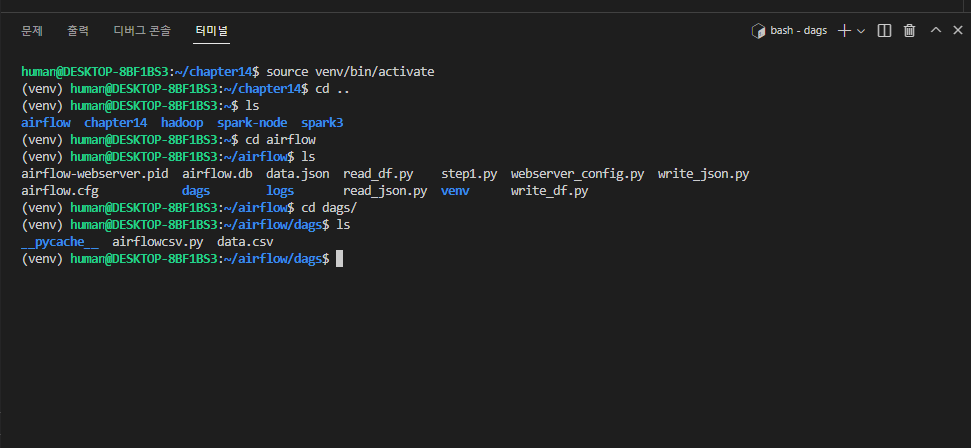 문제 출력 디버그 콘솔 터미널 bash - dags
human@DESKTOP-8BF1BS3:~/chapter14$ source venv/bin/activate
(venv) human@DESKTOP-8BF1BS3:~/chapter14$ cd ..
(venv) human@DESKTOP-8BF1BS3:~$ ls
airflow chapter14 hadoop spark-node spark3
(venv) human@DESKTOP-8BF1BS3:~$ cd airflow
(venv) human@DESKTOP-8BF1BS3:~/airflow$ ls
airflow-webserver.pid airflow.db data.json read_df.py step1.py webserver_config.py write_json.py
airflow.cfg dags logs read_json.py venv write_df.py
(venv) human@DESKTOP-8BF1BS3:~/airflow$ cd dags/
(venv) human@DESKTOP-8BF1BS3:~/airflow/dags$ ls
__pycache__ airflowcsv.py data.csv
(venv) human@DESKTOP-8BF1BS3:~/airflow/dags$